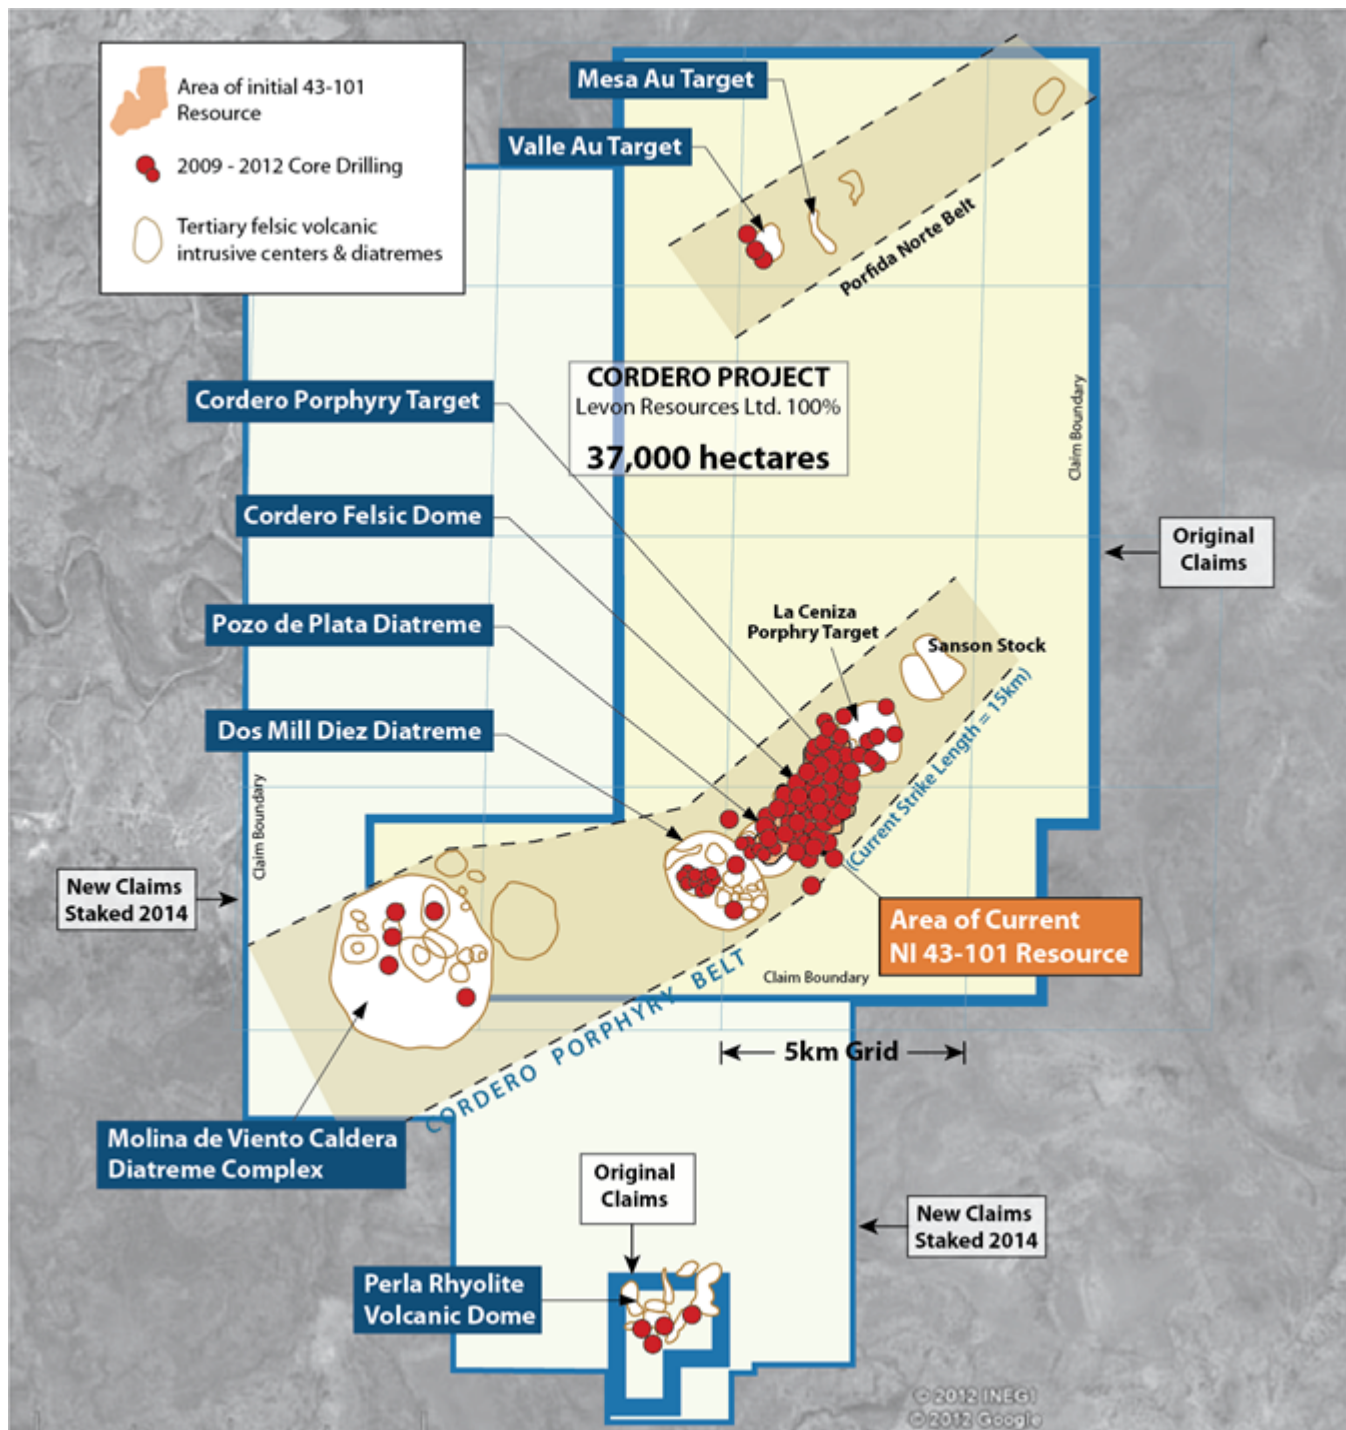 Area of initial 43-101
Resource
2009 - 2012 Core Drilling
Tertiary felsic volcanic
intrusive centers & diatremes
Mesa Au Target
Valle Au Target
Porfida Norte Belt
CORDERO PROJECT
Levon Resources Ltd. 100%
37,000 hectares
Claim Boundary
Cordero Porphyry Target
Cordero Felsic Dome
Original
Claims
Pozo de Plata Diatreme
La Ceniza
Porphry Target
Sanson Stock
Dos Mill Diez Diatreme
(Current Strike Length = 15km)
Claim Boundary
New Claims
Staked 2014
Area of Current
NI 43-101 Resource
Claim Boundary
CORDERO PORPHYRY BELT
5km Grid
Molina de Viento Caldera
Diatreme Complex
Original
Claims
New Claims
Staked 2014
Perla Rhyolite
Volcanic Dome
© 2012 INEGI
© 2012 Google